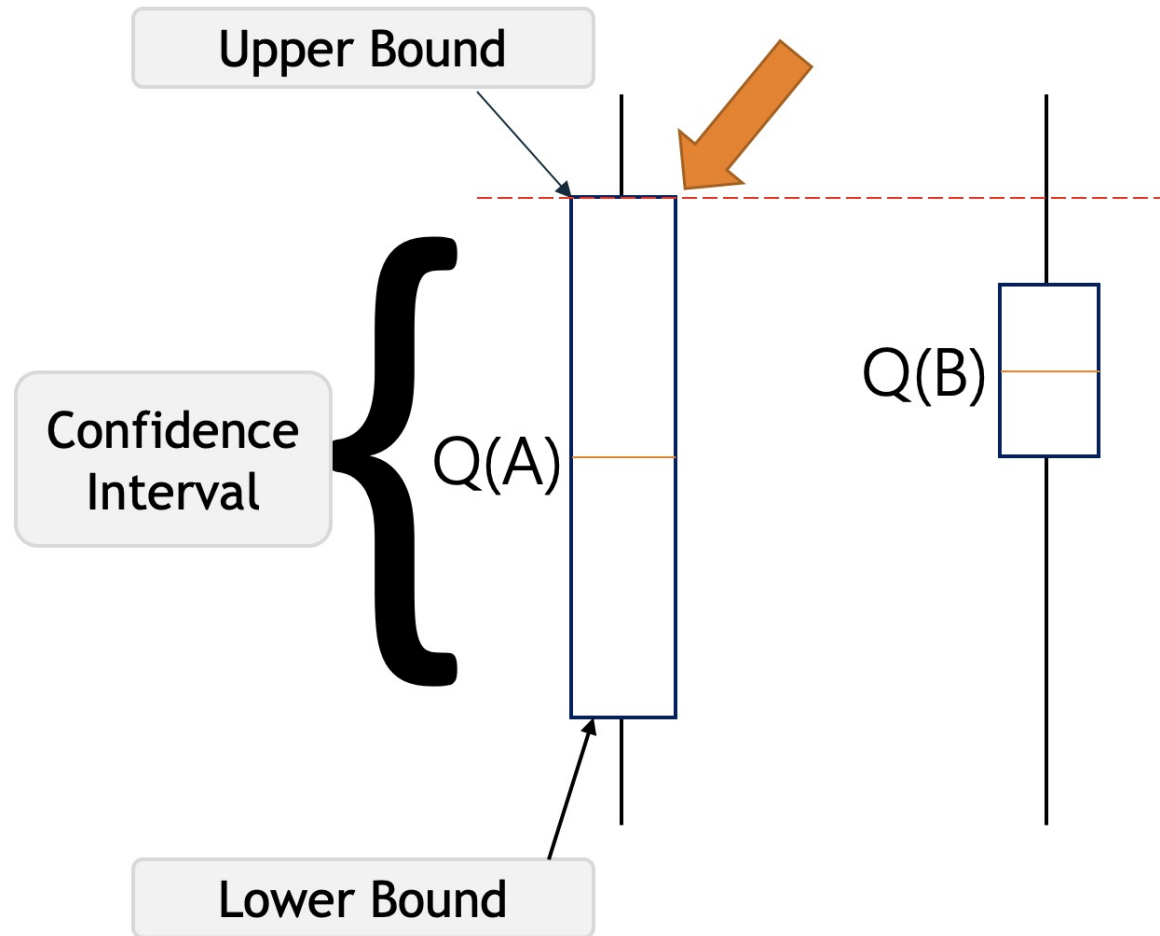 Upper Bound
Confidence
Interval
Q(A)
Q(B)
Lower Bound